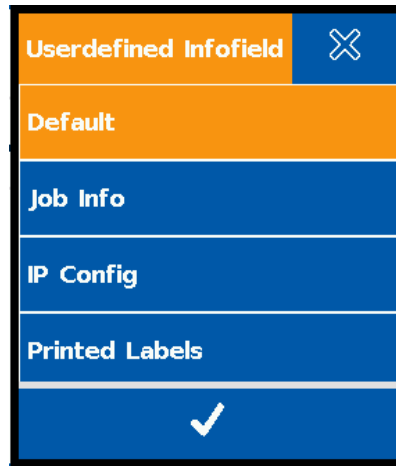 Userdefined Infofield
Default
Job Info
IP Config
Printed Labels